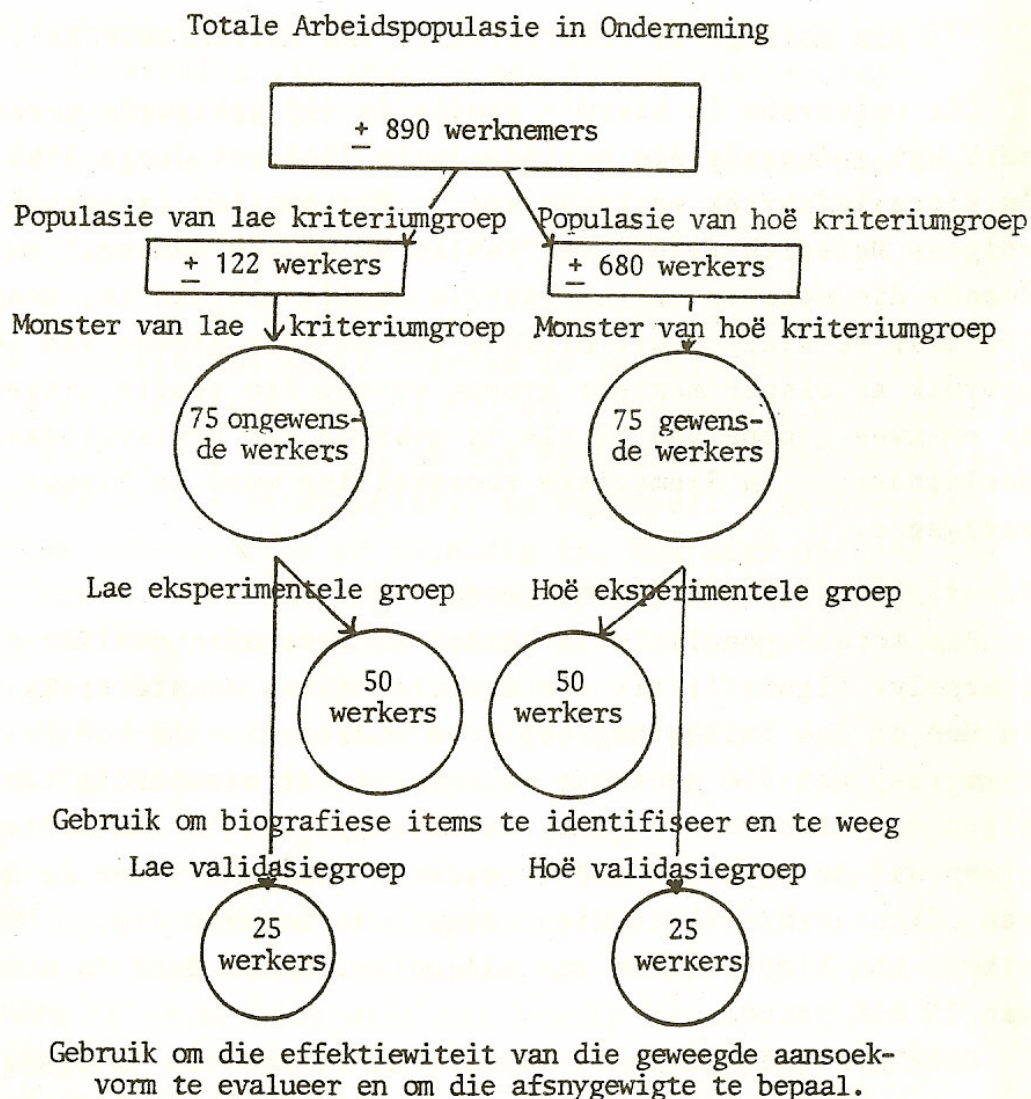 Totale Arbeidspopulasie in Onderneming
± 890 werknemers
Populasie van lae kriteriumgroep
Populasie van hoë kriteriumgroep
± 122 werkers
± 680 werkers
Monster van lae kriteriumgroep
Monster van hoë kriteriumgroep
75 ongewens-
de werkers
75 gewens-
de werkers
Lae eksperimentele groep
Hoë eksperimentele groep
50
werkers
50
werkers
Gebruik om biografiese items te identifiseer en te weeg
Lae validasiegroep
Hoë validasiegroep
25
werkers
25
werkers
Gebruik om die effektiewiteit van die geweegde aansoek-
vorm te evalueer en om die afsnygewigte te bepaal.